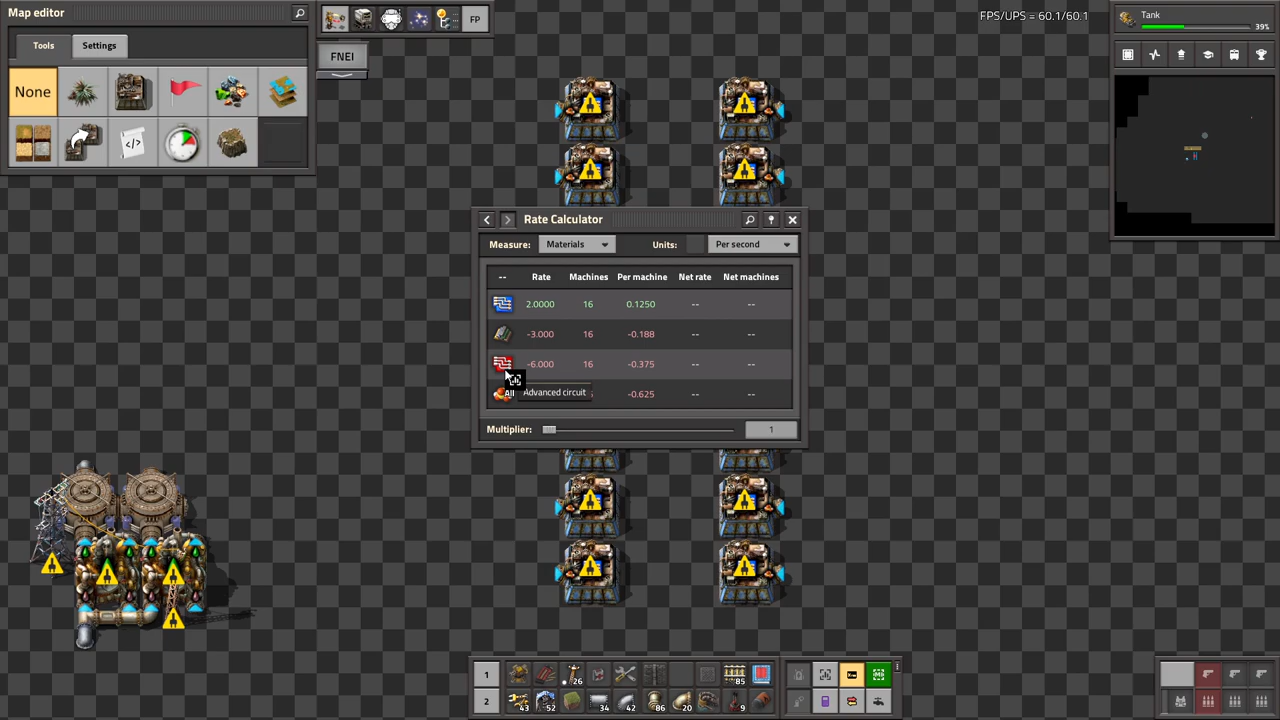 Map editor
FP
FPS/UPS = 60.1/60.1
Tank
39%
Tools
Settings
FNEI
None
Rate Calculator
Measure:
Materials
Units:
Per second
--
Rate
Machines
Per machine
Net rate
Net machines
2.0000
16
0.1250
--
--
-3.000
16
-0.188
--
--
-6.000
16
-0.375
--
--
All
Advanced circuit
-0.625
--
--
Multiplier:
1
1
26
85
2
43
52
34
42
86
20
9